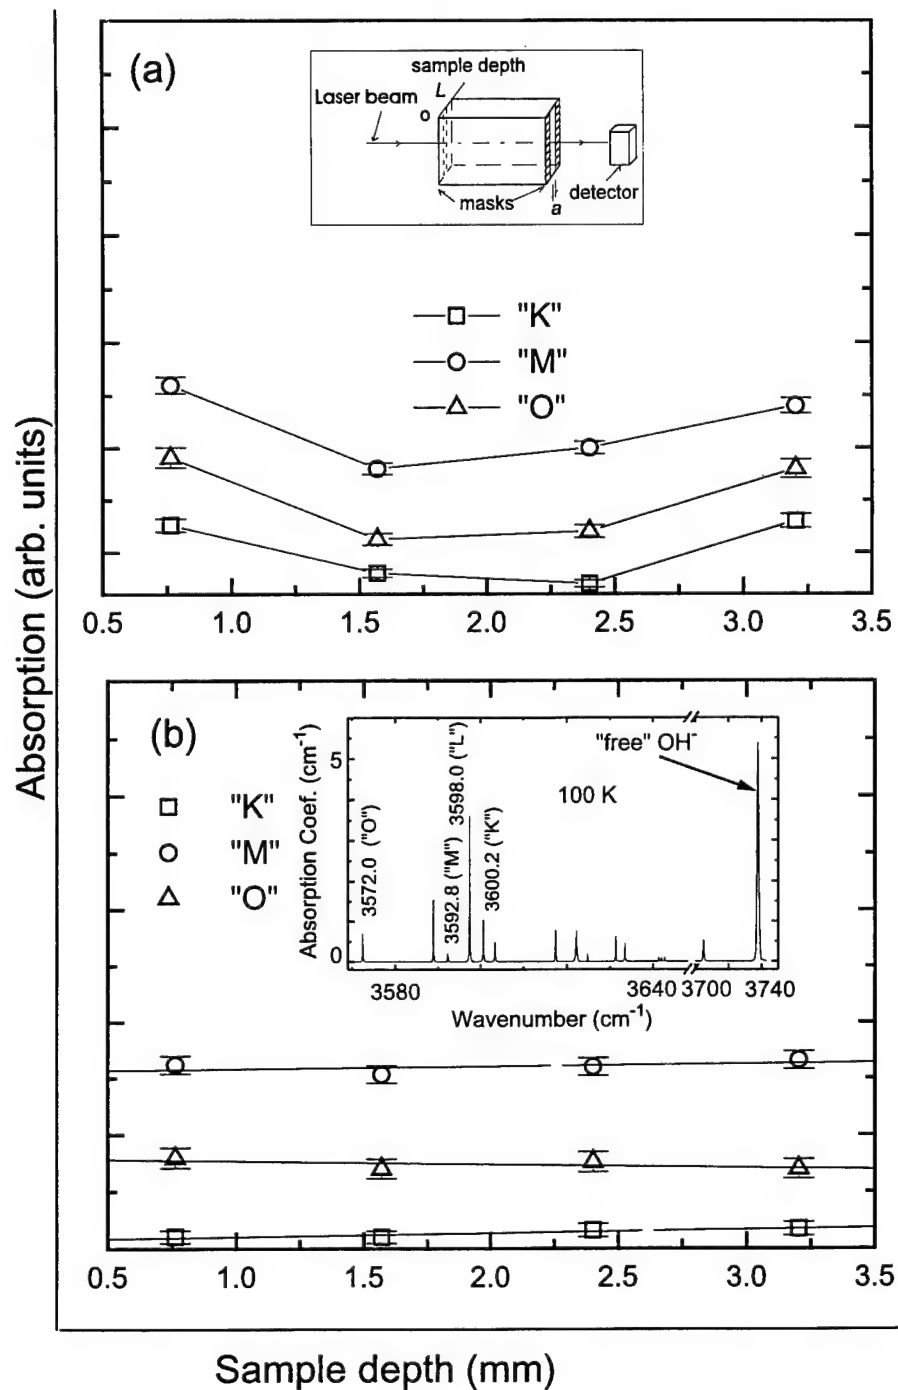 (a)
sample depth
L
Laser beam
o
masks
a
detector
"K"
"M"
"O"
0.5 1.0 1.5 2.0 2.5 3.0 3.5
Absorption (arb. units)
(b)
"K"
"M"
"O"
Absorption Coef. (cm-1)
5
0
3572.0 ("O")
3592.8 ("M")
3598.0 ("L")
3600.2 ("K")
"free" OH-
100 K
3580 3640 3700 3740
Wavenumber (cm-1)
0.5 1.0 1.5 2.0 2.5 3.0 3.5
Sample depth (mm)